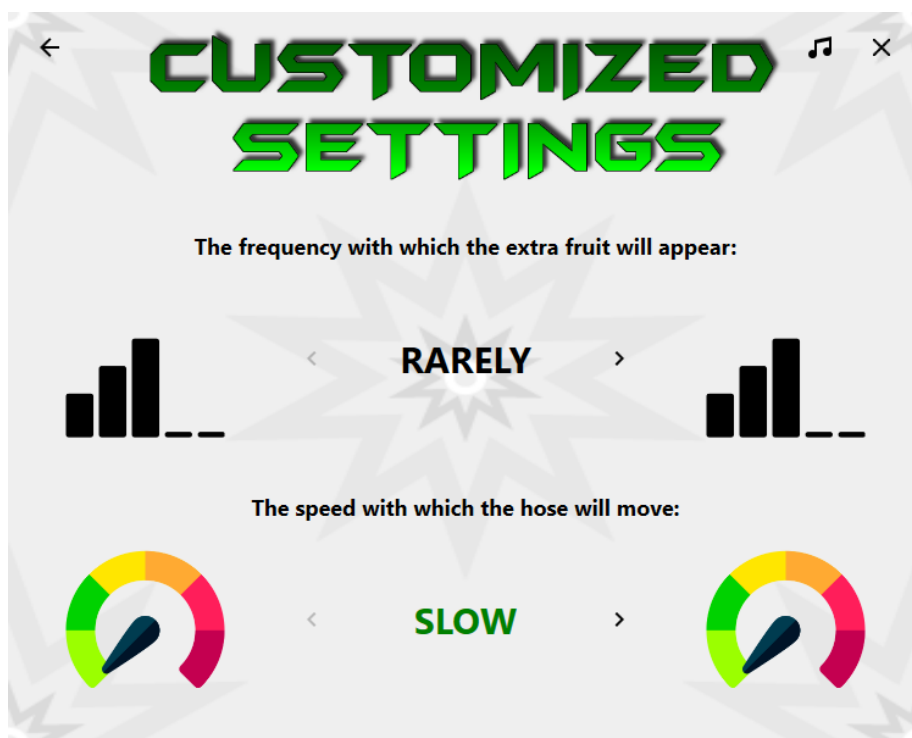 CUSTOMIZED
SETTINGS
The frequency with which the extra fruit will appear:
RARELY
The speed with which the hose will move:
SLOW